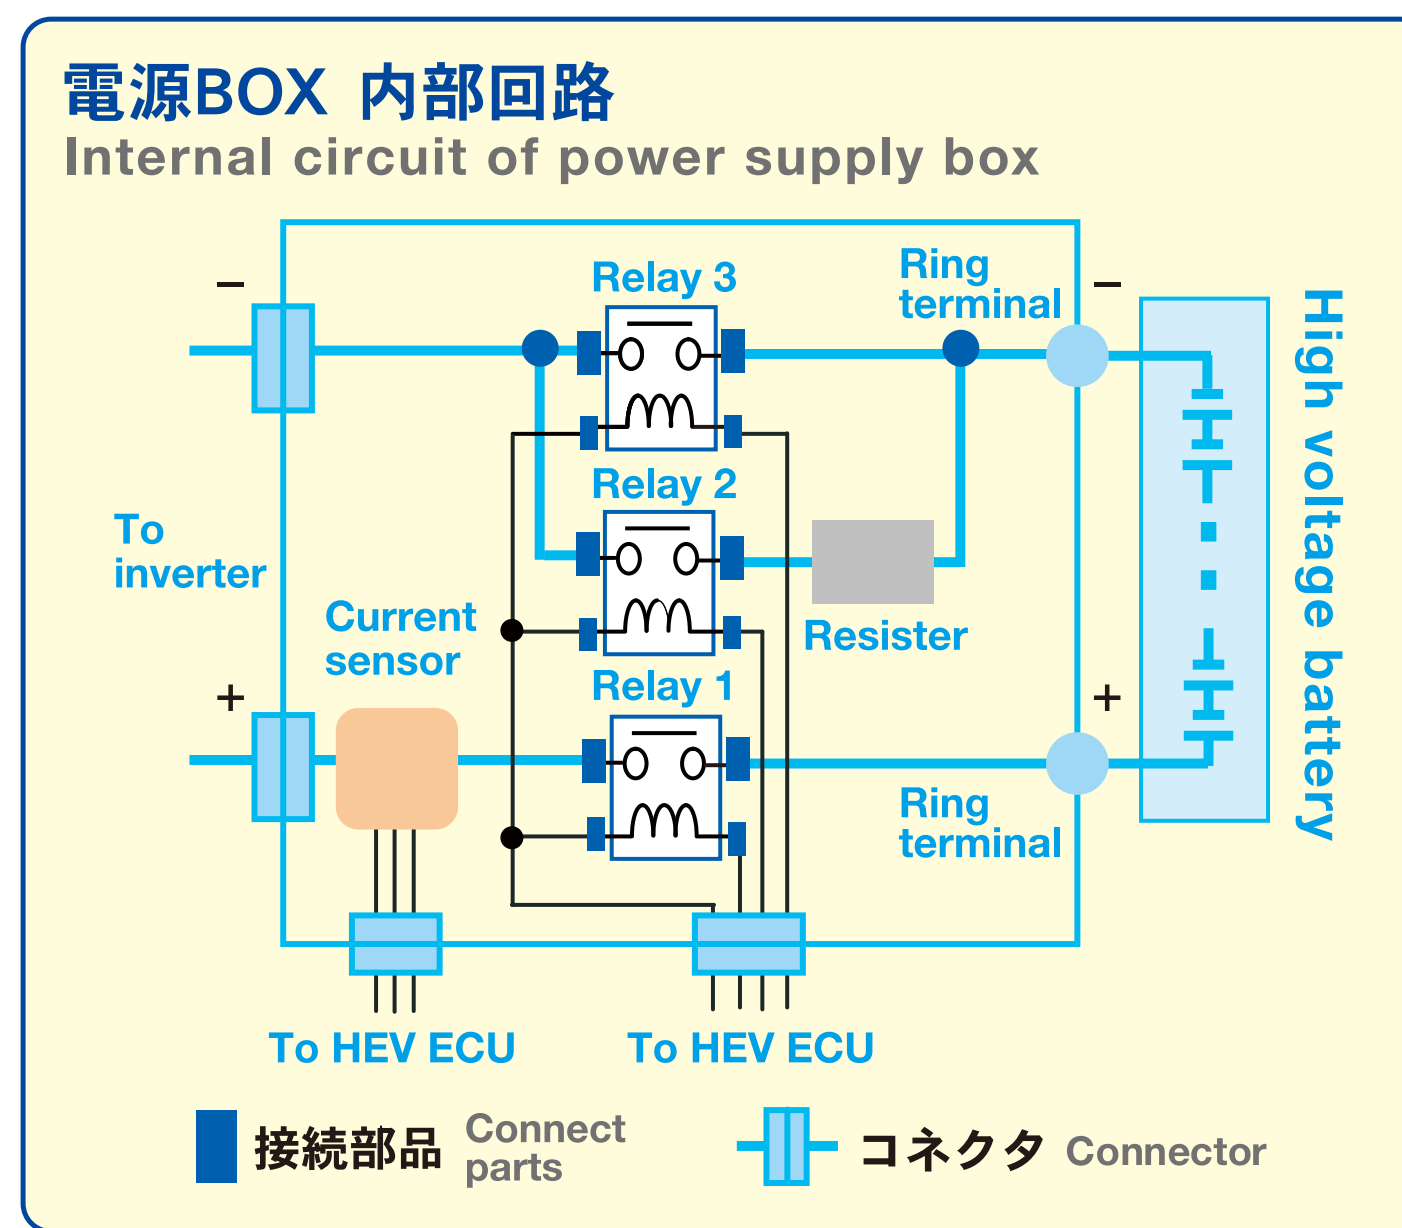 電源BOX 内部回路
Internal circuit of power supply box
Relay 3
Ring
terminal
−
−
High voltage battery
Relay 2
To
inverter
Current
sensor
Resister
Relay 1
+
+
Ring
terminal
To HEV ECU
To HEV ECU
接続部品
Connect
parts
コネクタ
Connector